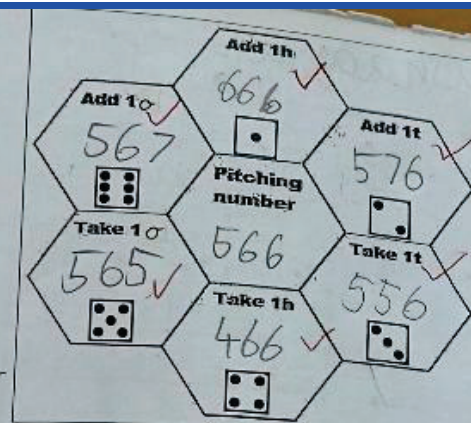 Add 1h
666
Add 1o
567
Add 1t
576
Pitching
number
566
Take 1o
565
Take 1t
556
Take 1h
466